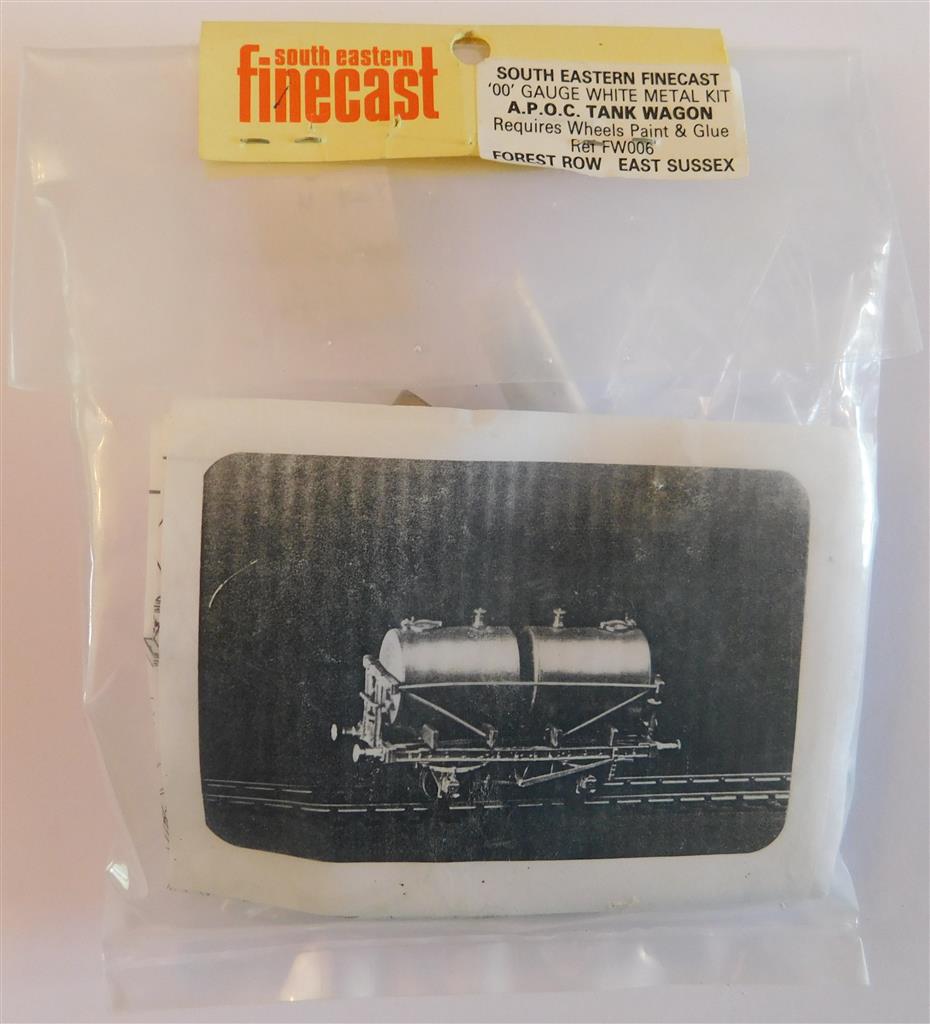 south eastern
finecast
SOUTH EASTERN FINECAST
'00' GAUGE WHITE METAL KIT
A.P.O.C. TANK WAGON
Requires Wheels Paint & Glue
Ref FW006
FOREST ROW EAST SUSSEX